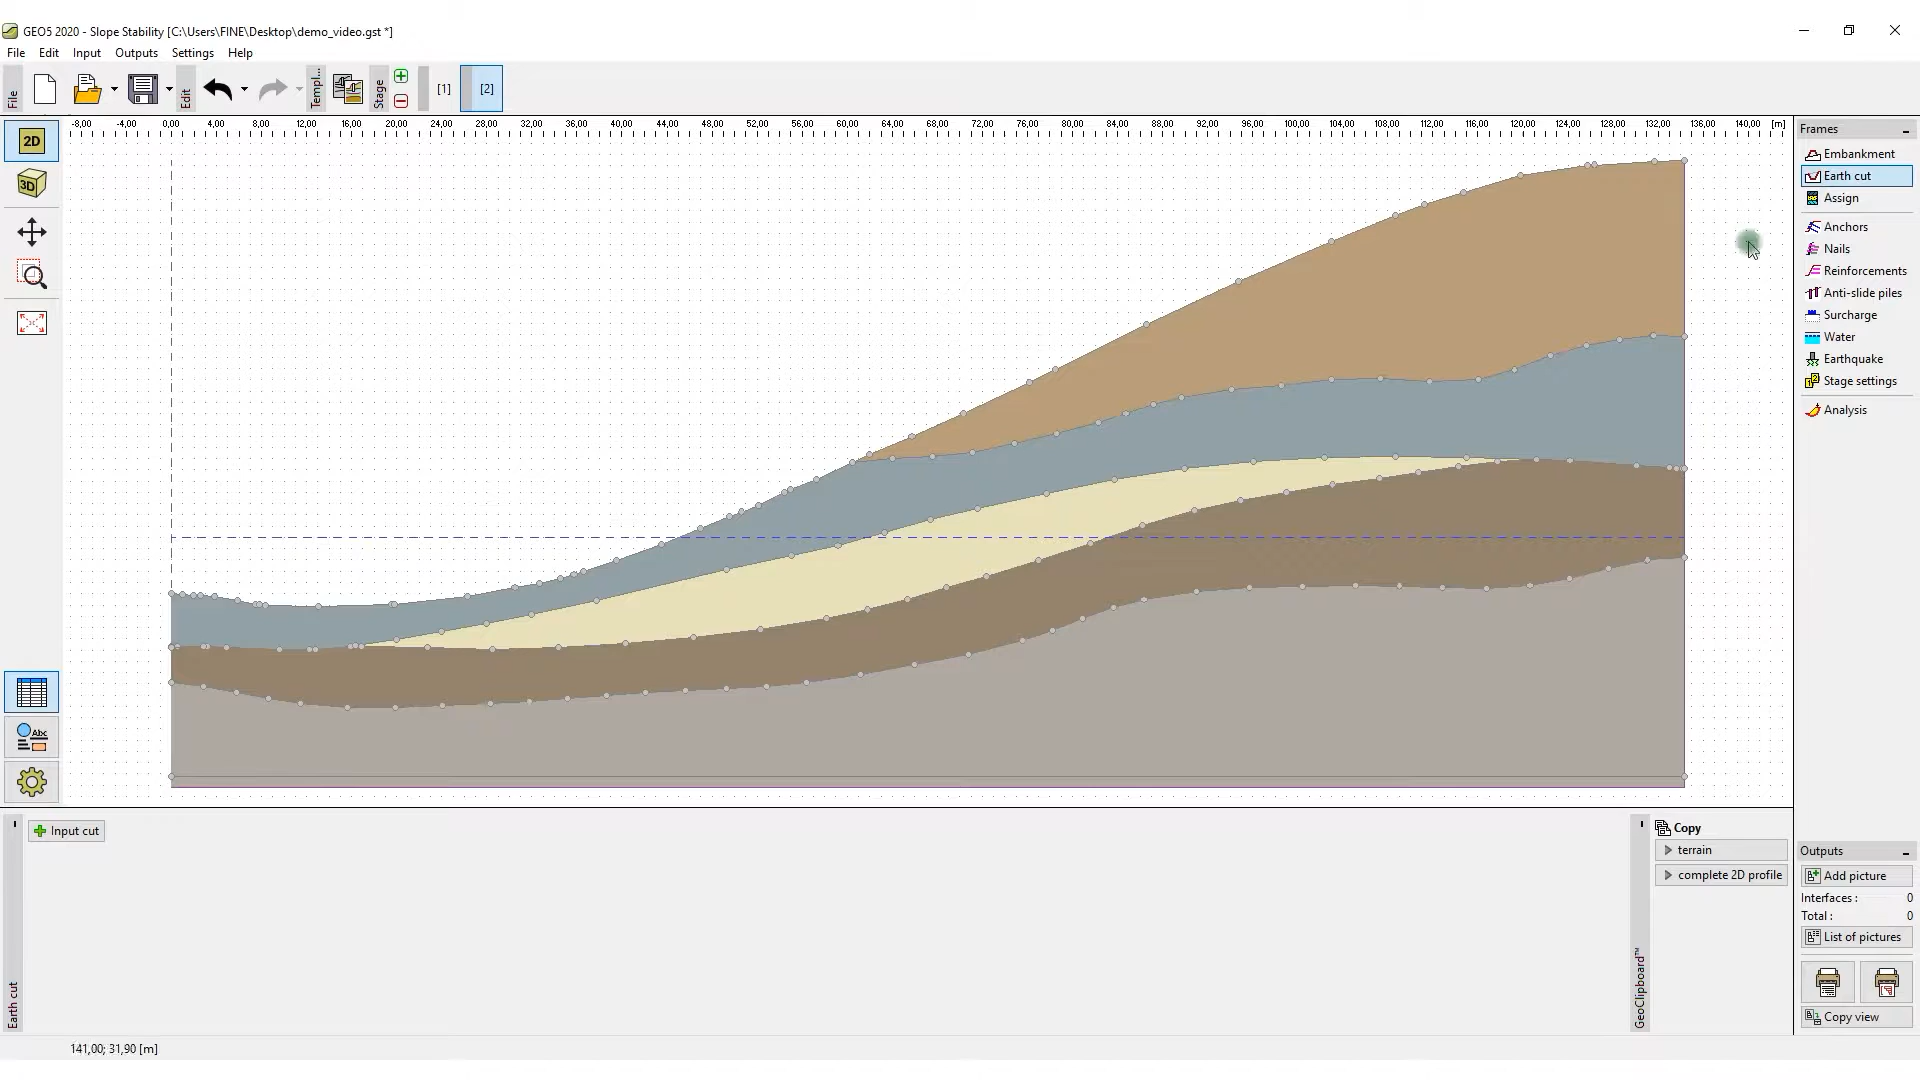 GEO5 2020 - Slope Stability [C:\Users\FINE\Desktop\demo_video.gst *]
File Edit Input Outputs Settings Help
File Edit Templ... Stage [1] [2]
-8,00 -4,00 0,00 4,00 8,00 12,00 16,00 20,00 24,00 28,00 32,00 36,00 40,00 44,00 48,00 52,00 56,00 60,00 64,00 68,00 72,00 76,00 80,00 84,00 88,00 92,00 96,00 100,00 104,00 108,00 112,00 116,00 120,00 124,00 128,00 132,00 136,00 140,00 [m]
2D
3D
Abc
Frames
Embankment
Earth cut
Assign
Anchors
Nails
Reinforcements
Anti-slide piles
Surcharge
Water
Earthquake
Stage settings
Analysis
Input cut
Earth cut
GeoClipboard™
Copy
terrain
complete 2D profile
Outputs
Add picture
Interfaces : 0
Total : 0
List of pictures
Copy view
141,00; 31,90 [m]